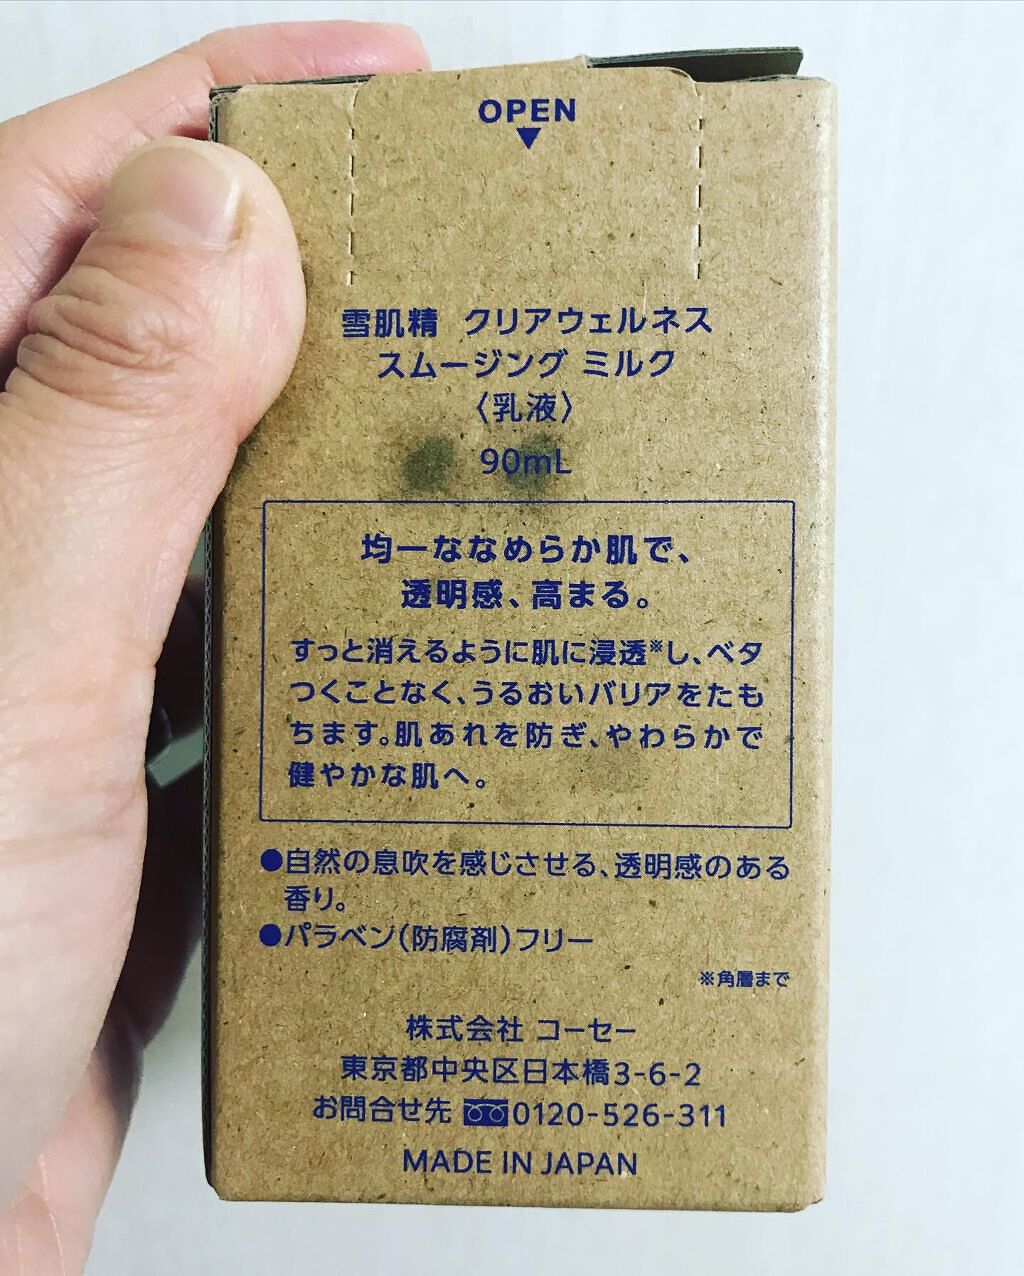 OPEN
▼
雪肌精 クリアウェルネス
スムージング ミルク
〈乳液〉
90mL
均一ななめらか肌で、
透明感、高まる。
すっと消えるように肌に浸透※し、ベタ
つくことなく、うるおいバリアをたも
ちます。肌あれを防ぎ、やわらかで
健やかな肌へ。
●自然の息吹を感じさせる、透明感のある
香り。
●パラベン(防腐剤)フリー
※角層まで
株式会社 コーセー
東京都中央区日本橋3-6-2
お問合せ先 0120-526-311
MADE IN JAPAN